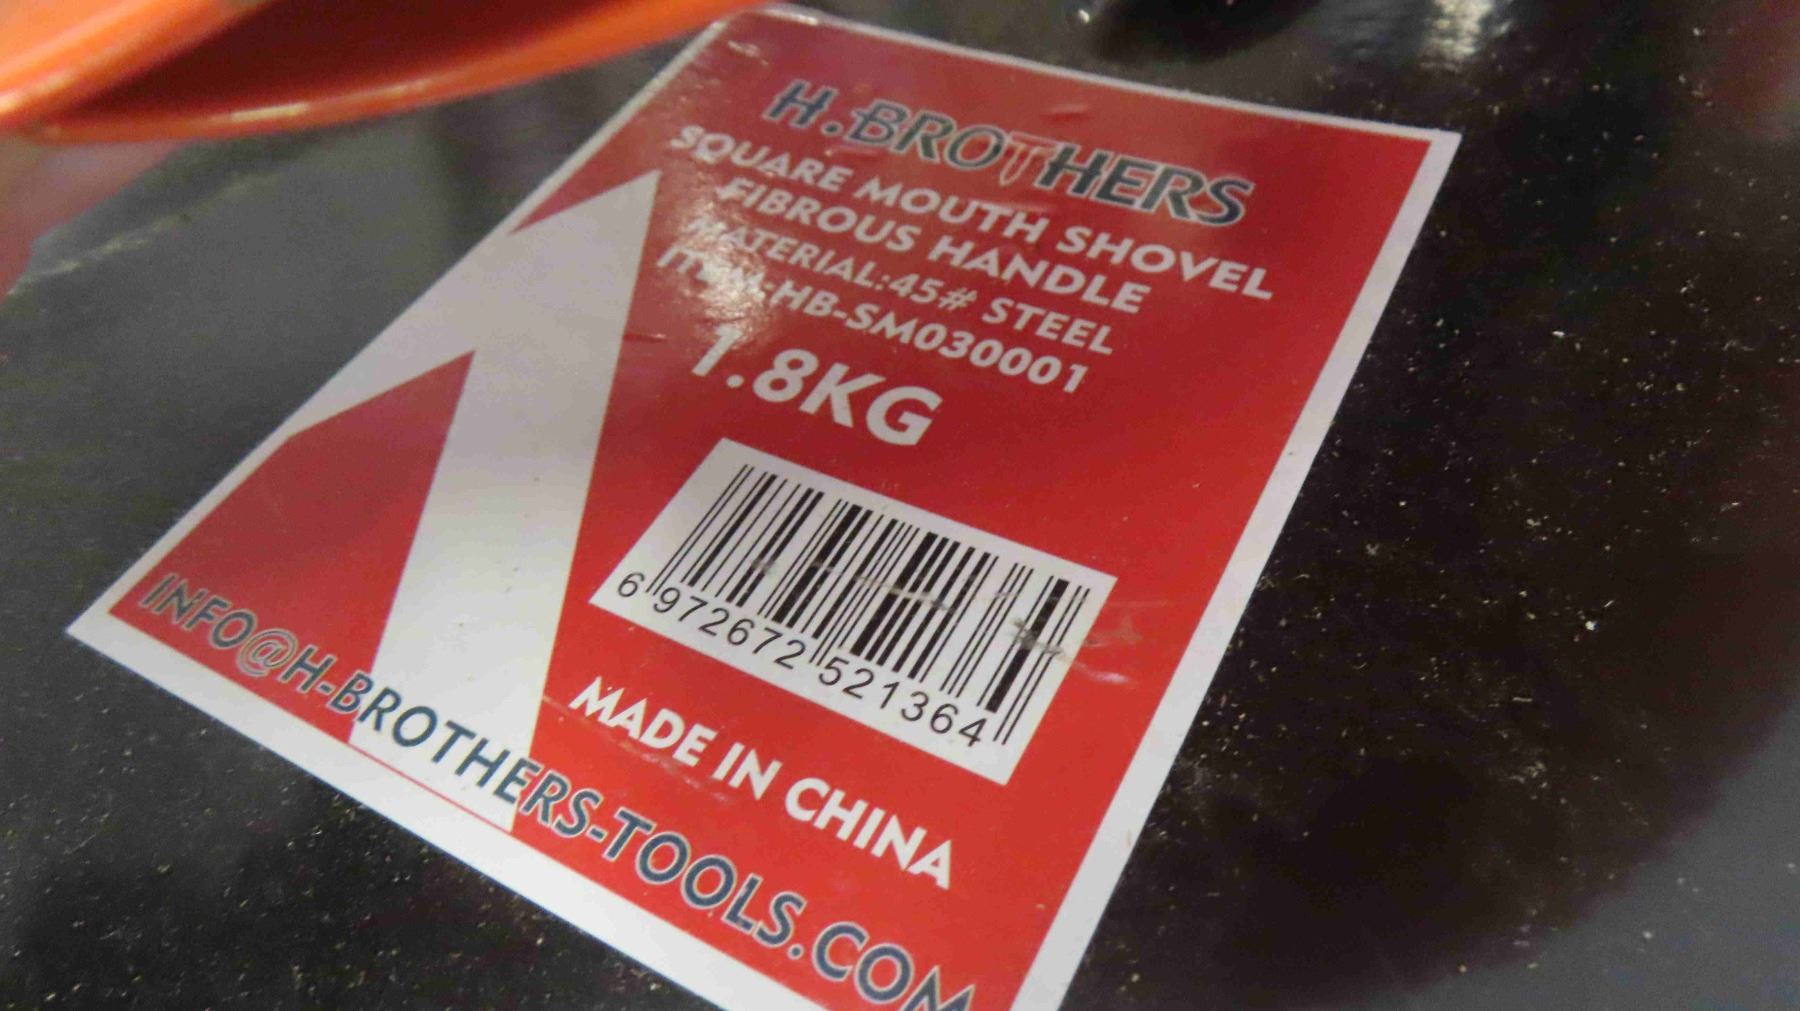 H.BROTHERS
SQUARE MOUTH SHOVEL
FIBROUS HANDLE
MATERIAL:45# STEEL
ITEM:HB-SM030001
1.8KG
6 972672 521364
MADE IN CHINA
INFO@H-BROTHERS-TOOLS.COM